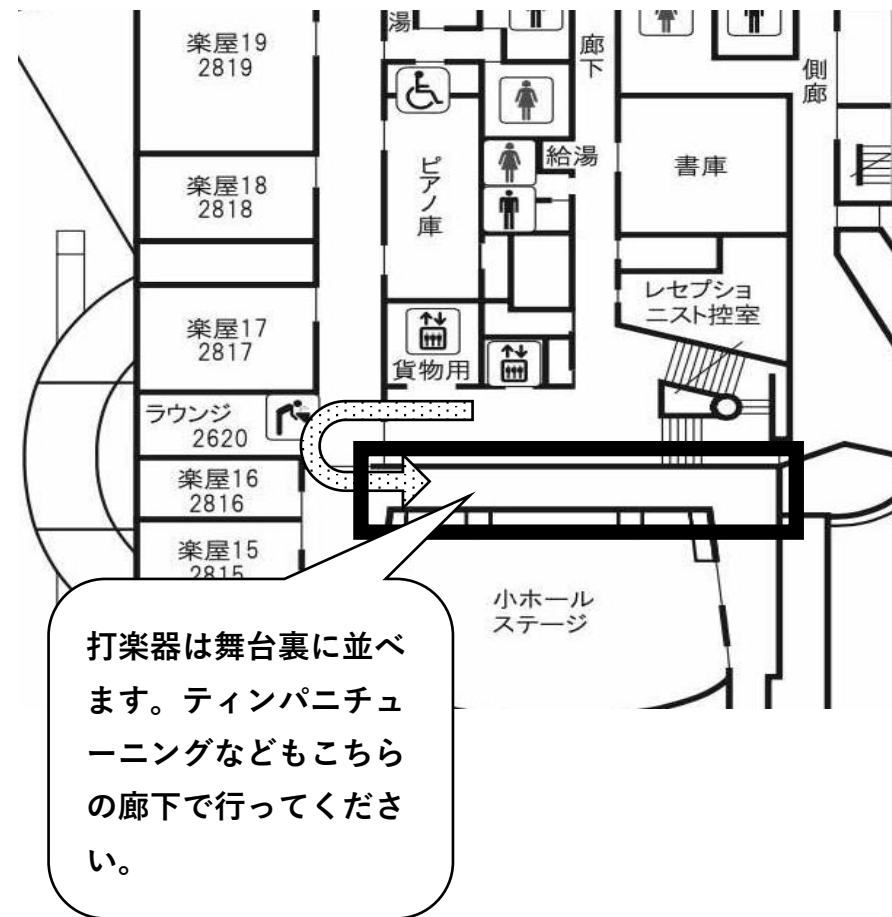 楽屋19
2819
湯
廊下
側廊
楽屋18
2818
ピアノ庫
給湯
書庫
楽屋17
2817
貨物用
レセプショ
ニスト控室
ラウンジ
2620
楽屋16
2816
楽屋15
2815
小ホール
ステージ
打楽器は舞台裏に並べ
ます。ティンパニチュ
ーニングなどもこちら
の廊下で行ってくださ
い。